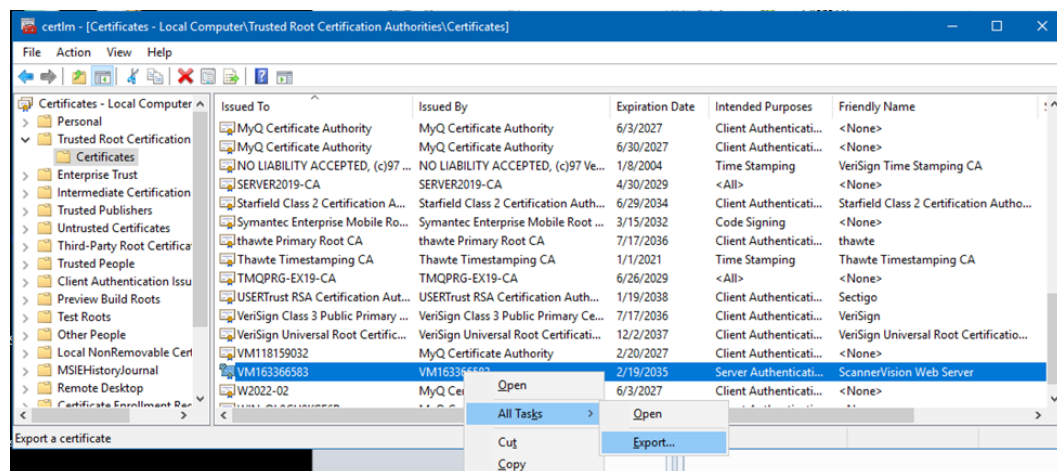 certlm - [Certificates - Local Computer\Trusted Root Certification Authorities\Certificates]
File Action View Help
Certificates - Local Computer
Personal
Trusted Root Certification
Certificates
Enterprise Trust
Intermediate Certification
Trusted Publishers
Untrusted Certificates
Third-Party Root Certifica
Trusted People
Client Authentication Issu
Preview Build Roots
Test Roots
Other People
Local NonRemovable Cert
MSIEHistoryJournal
Remote Desktop
Certificate Enrollment Req
Issued To Issued By Expiration Date Intended Purposes Friendly Name
MyQ Certificate Authority MyQ Certificate Authority 6/3/2027 Client Authenticati... <None>
MyQ Certificate Authority MyQ Certificate Authority 6/30/2027 Client Authenticati... <None>
NO LIABILITY ACCEPTED, (c)97 ... NO LIABILITY ACCEPTED, (c)97 Ve... 1/8/2004 Time Stamping VeriSign Time Stamping CA
SERVER2019-CA SERVER2019-CA 4/30/2029 <All> <None>
Starfield Class 2 Certification A... Starfield Class 2 Certification Auth... 6/29/2034 Client Authenticati... Starfield Class 2 Certification Autho...
Symantec Enterprise Mobile Ro... Symantec Enterprise Mobile Root ... 3/15/2032 Code Signing <None>
thawte Primary Root CA thawte Primary Root CA 7/17/2036 Client Authenticati... thawte
Thawte Timestamping CA Thawte Timestamping CA 1/1/2021 Time Stamping Thawte Timestamping CA
TMQPRG-EX19-CA TMQPRG-EX19-CA 6/26/2029 <All> <None>
USERTrust RSA Certification Aut... USERTrust RSA Certification Auth... 1/19/2038 Client Authenticati... Sectigo
VeriSign Class 3 Public Primary ... VeriSign Class 3 Public Primary Ce... 7/17/2036 Client Authenticati... VeriSign
VeriSign Universal Root Certific... VeriSign Universal Root Certificati... 12/2/2037 Client Authenticati... VeriSign Universal Root Certificatio...
VM118159032 MyQ Certificate Authority 2/20/2027 Client Authenticati... <None>
VM163366583 VM163366583 2/19/2035 Server Authenticati... ScannerVision Web Server
W2022-02 MyQ Cer 6/3/2027 Client Authenticati... <None>
Open
All Tasks
Cut
Copy
Open
Export...
Export a certificate